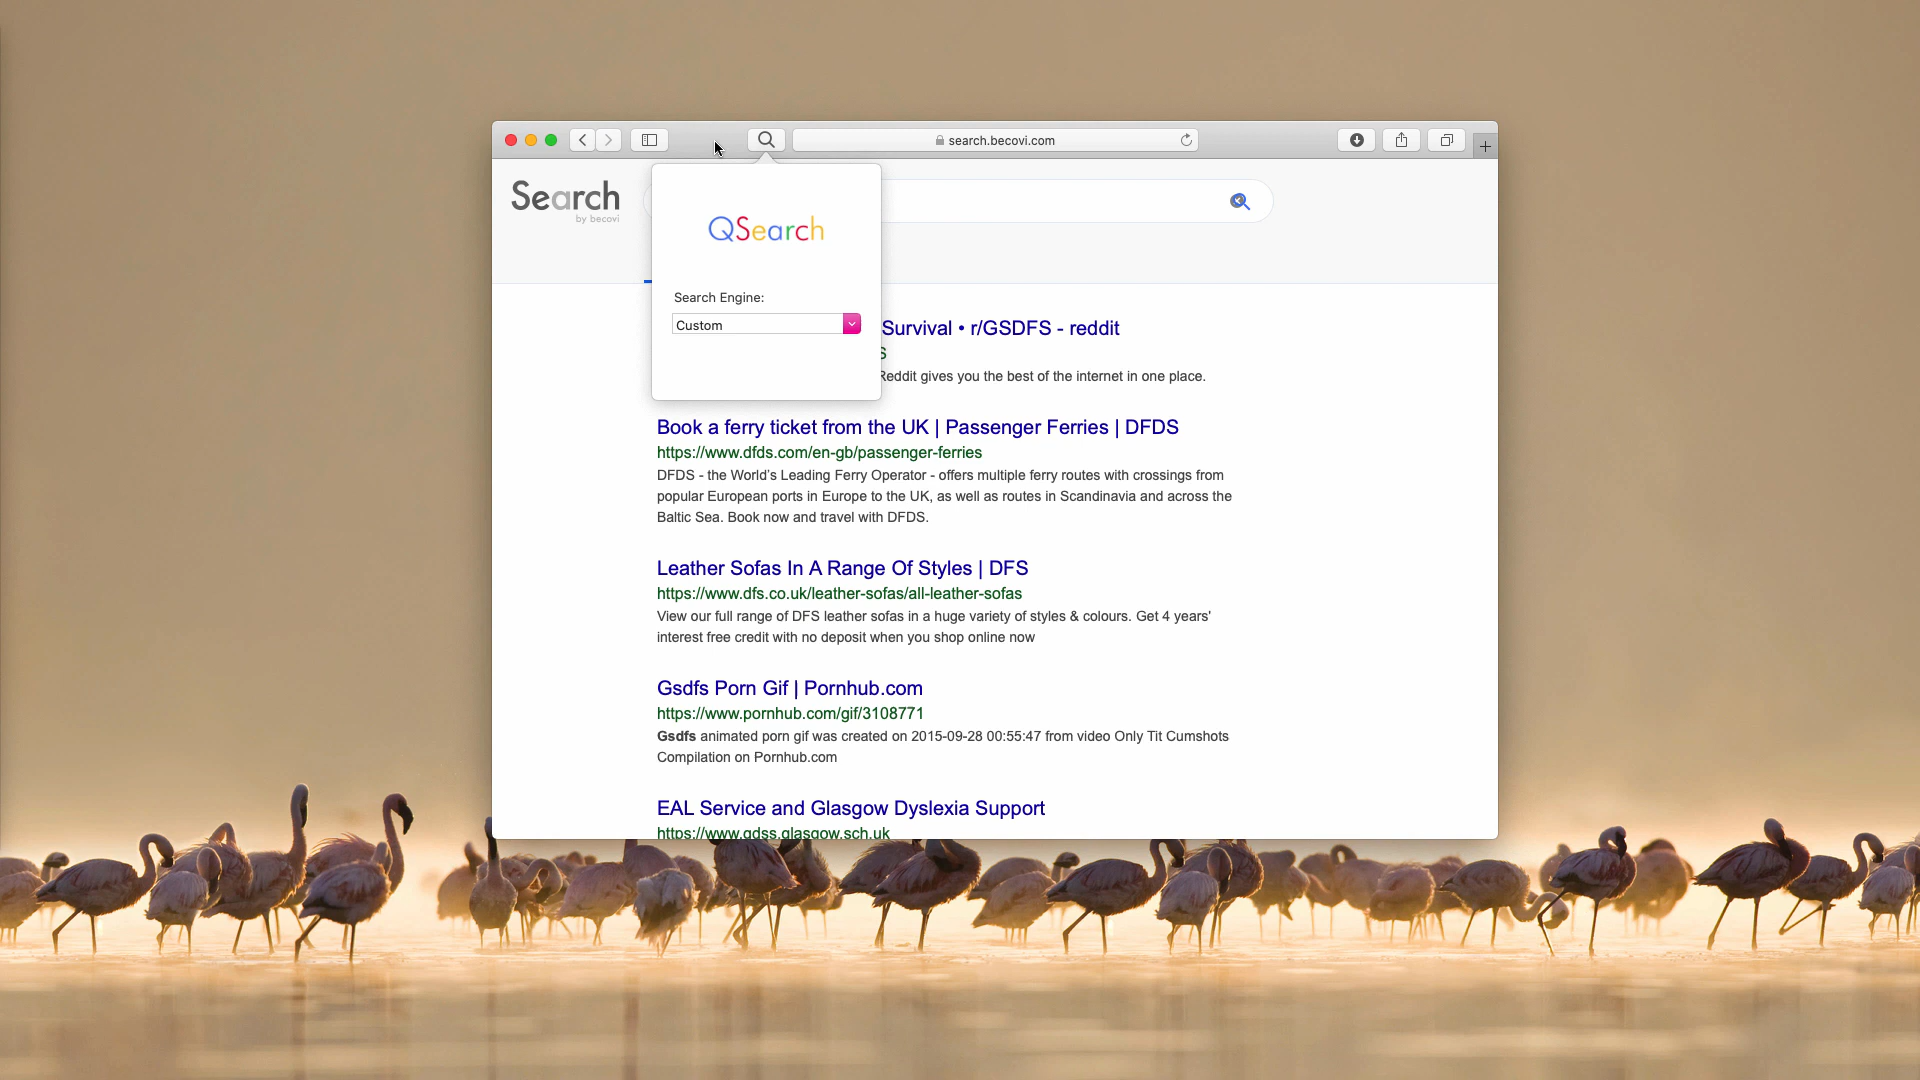 search.becovi.com
Search
by becovi
QSearch
Search Engine:
Custom
Survival • r/GSDFS - reddit
Reddit gives you the best of the internet in one place.
Book a ferry ticket from the UK | Passenger Ferries | DFDS
https://www.dfds.com/en-gb/passenger-ferries
DFDS - the World's Leading Ferry Operator - offers multiple ferry routes with crossings from
popular European ports in Europe to the UK, as well as routes in Scandinavia and across the
Baltic Sea. Book now and travel with DFDS.
Leather Sofas In A Range Of Styles | DFS
https://www.dfs.co.uk/leather-sofas/all-leather-sofas
View our full range of DFS leather sofas in a huge variety of styles & colours. Get 4 years'
interest free credit with no deposit when you shop online now
Gsdfs Porn Gif | Pornhub.com
https://www.pornhub.com/gif/3108771
Gsdfs animated porn gif was created on 2015-09-28 00:55:47 from video Only Tit Cumshots
Compilation on Pornhub.com
EAL Service and Glasgow Dyslexia Support
https://www.gdss.glasgow.sch.uk